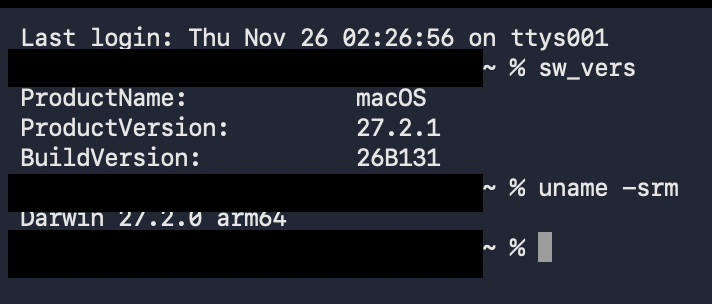 Last login: Thu Nov 26 02:26:56 on ttys001
~ % sw_vers
ProductName: macOS
ProductVersion: 27.2.1
BuildVersion: 26B131
~ % uname -srm
Darwin 27.2.0 arm64
~ %